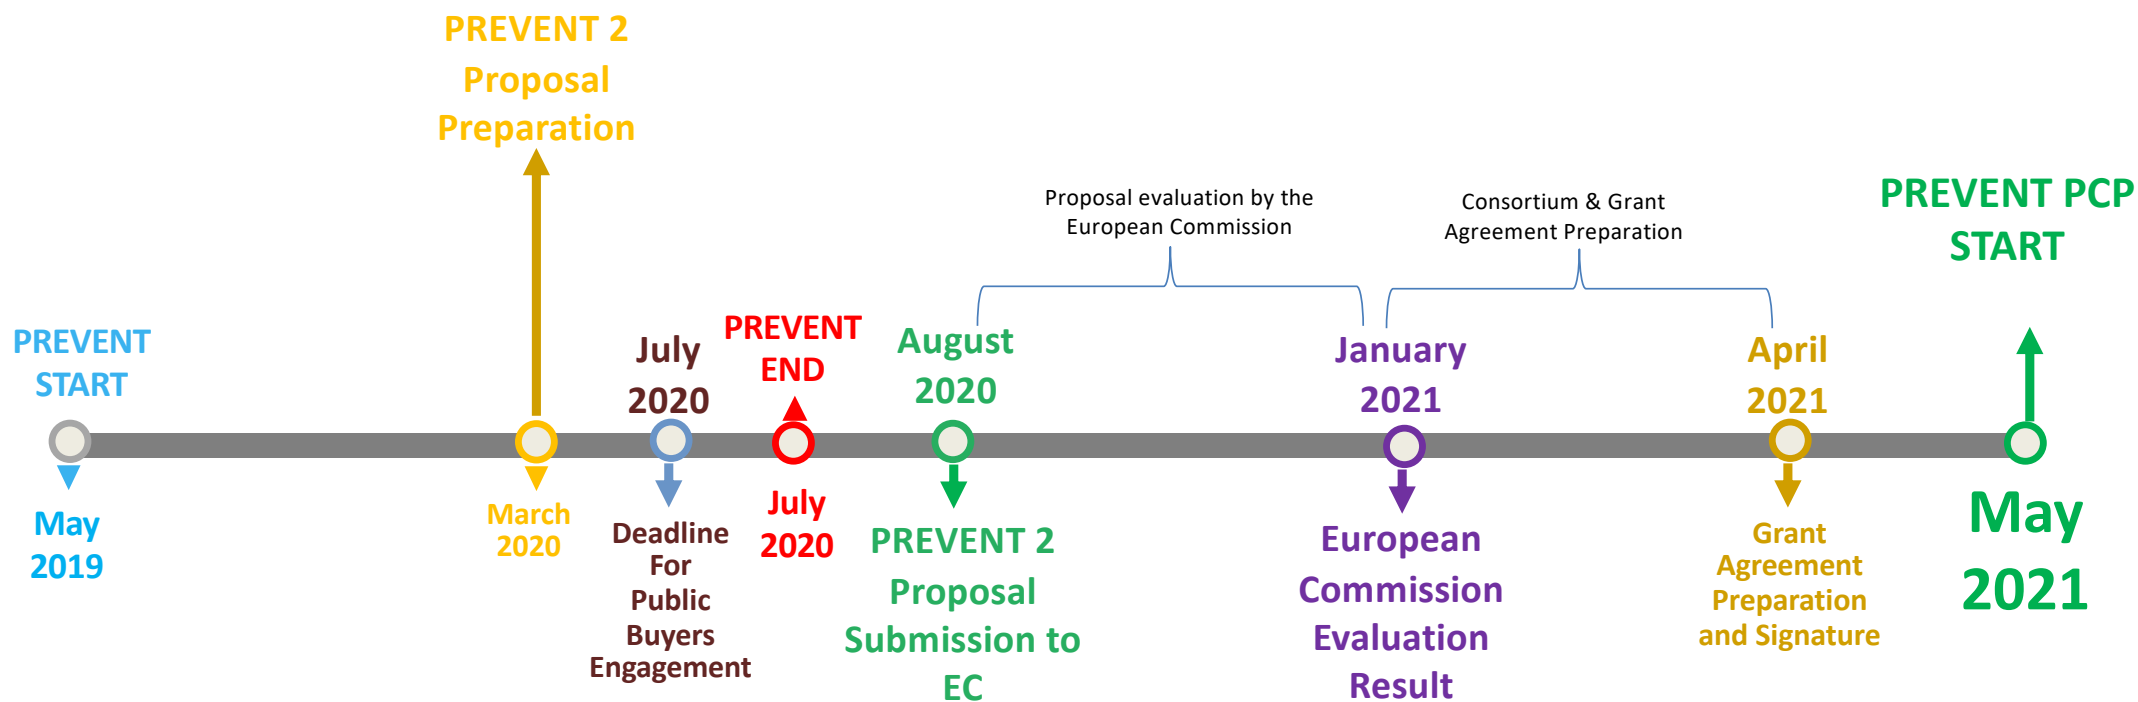 PREVENT
START
May
2019
PREVENT 2
Proposal
Preparation
March
2020
July
2020
Deadline
For
Public
Buyers
Engagement
PREVENT
END
July
2020
August
2020
PREVENT 2
Proposal
Submission to
EC
Proposal evaluation by the
European Commission
January
2021
European
Commission
Evaluation
Result
Consortium & Grant
Agreement Preparation
April
2021
Grant
Agreement
Preparation
and Signature
PREVENT PCP
START
May
2021